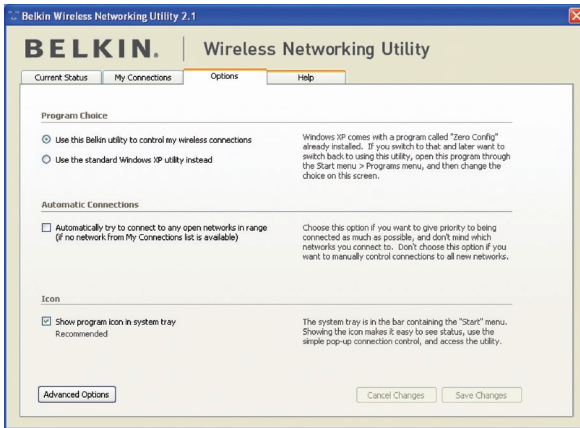 Belkin Wireless Networking Utility 2.1
BELKIN. Wireless Networking Utility
Current Status My Connections Options Help
Program Choice
Use this Belkin utility to control my wireless connections
Use the standard Windows XP utility instead
Windows XP comes with a program called "Zero Config"
already installed. If you switch to that and later want to
switch back to using this utility, open this program through
the Start menu > Programs menu, and then change the
choice on this screen.
Automatic Connections
Automatically try to connect to any open networks in range
(if no network from My Connections list is available)
Choose this option if you want to give priority to being
connected as much as possible, and don't mind which
networks you connect to. Don't choose this option if you
want to manually control connections to all new networks.
Icon
Show program icon in system tray
Recommended
The system tray is in the bar containing the "Start" menu.
Showing the icon makes it easy to see status, use the
simple pop-up connection control, and access the utility.
Advanced Options Cancel Changes Save Changes